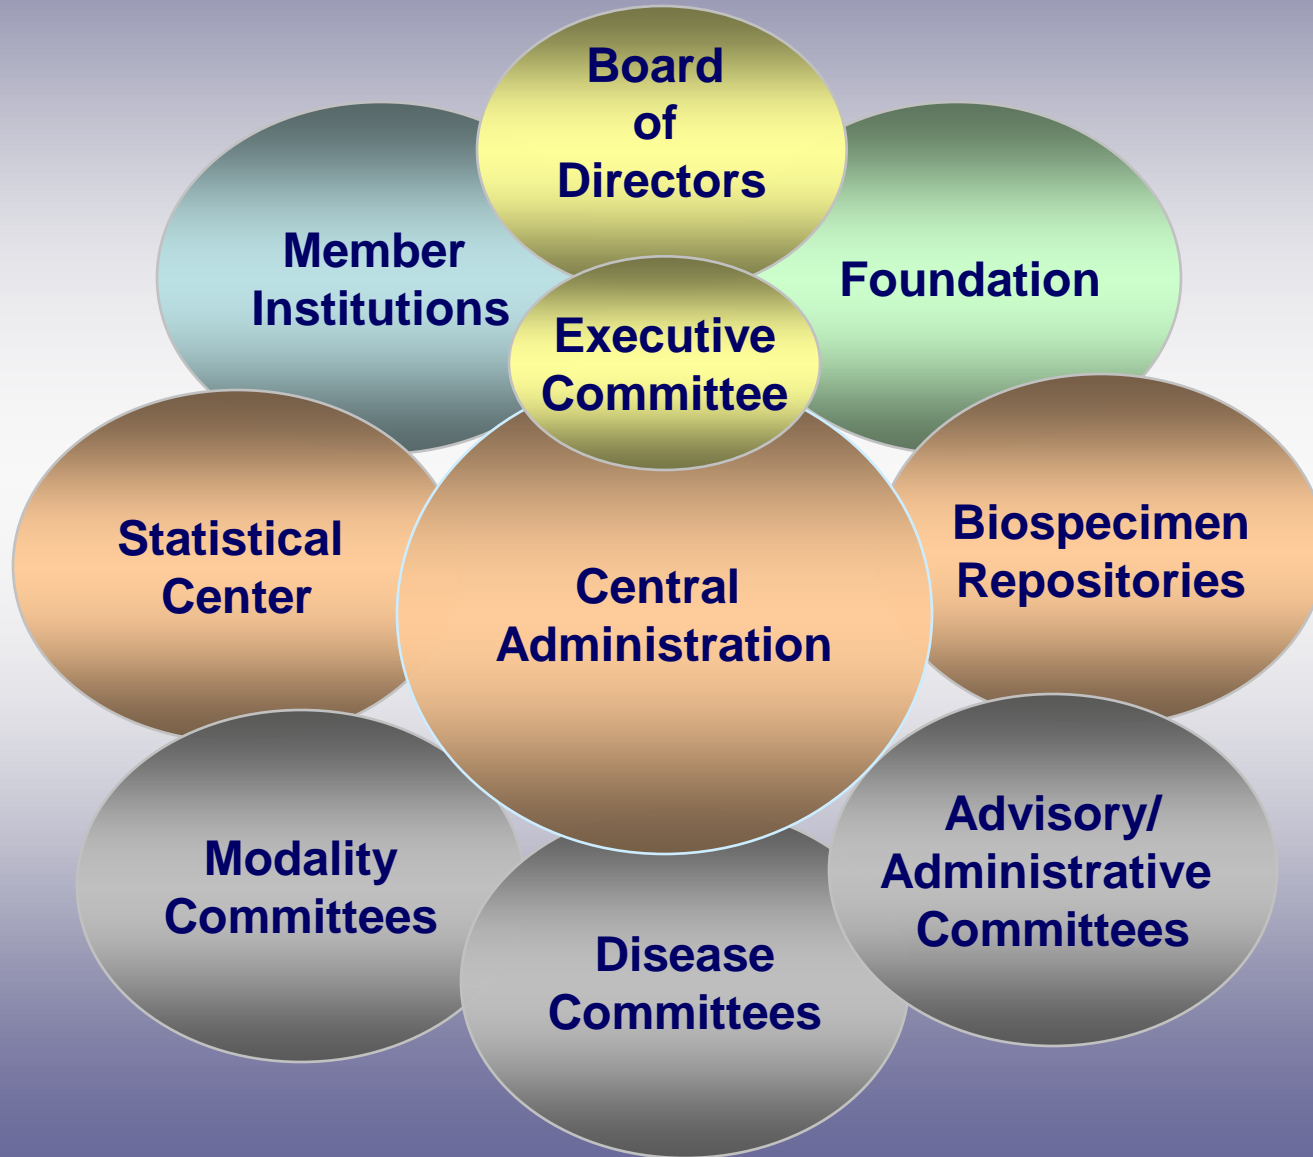 Board
of
Directors
Member
Institutions
Foundation
Executive
Committee
Statistical
Center
Central
Administration
Biospecimen
Repositories
Modality
Committees
Disease
Committees
Advisory/
Administrative
Committees